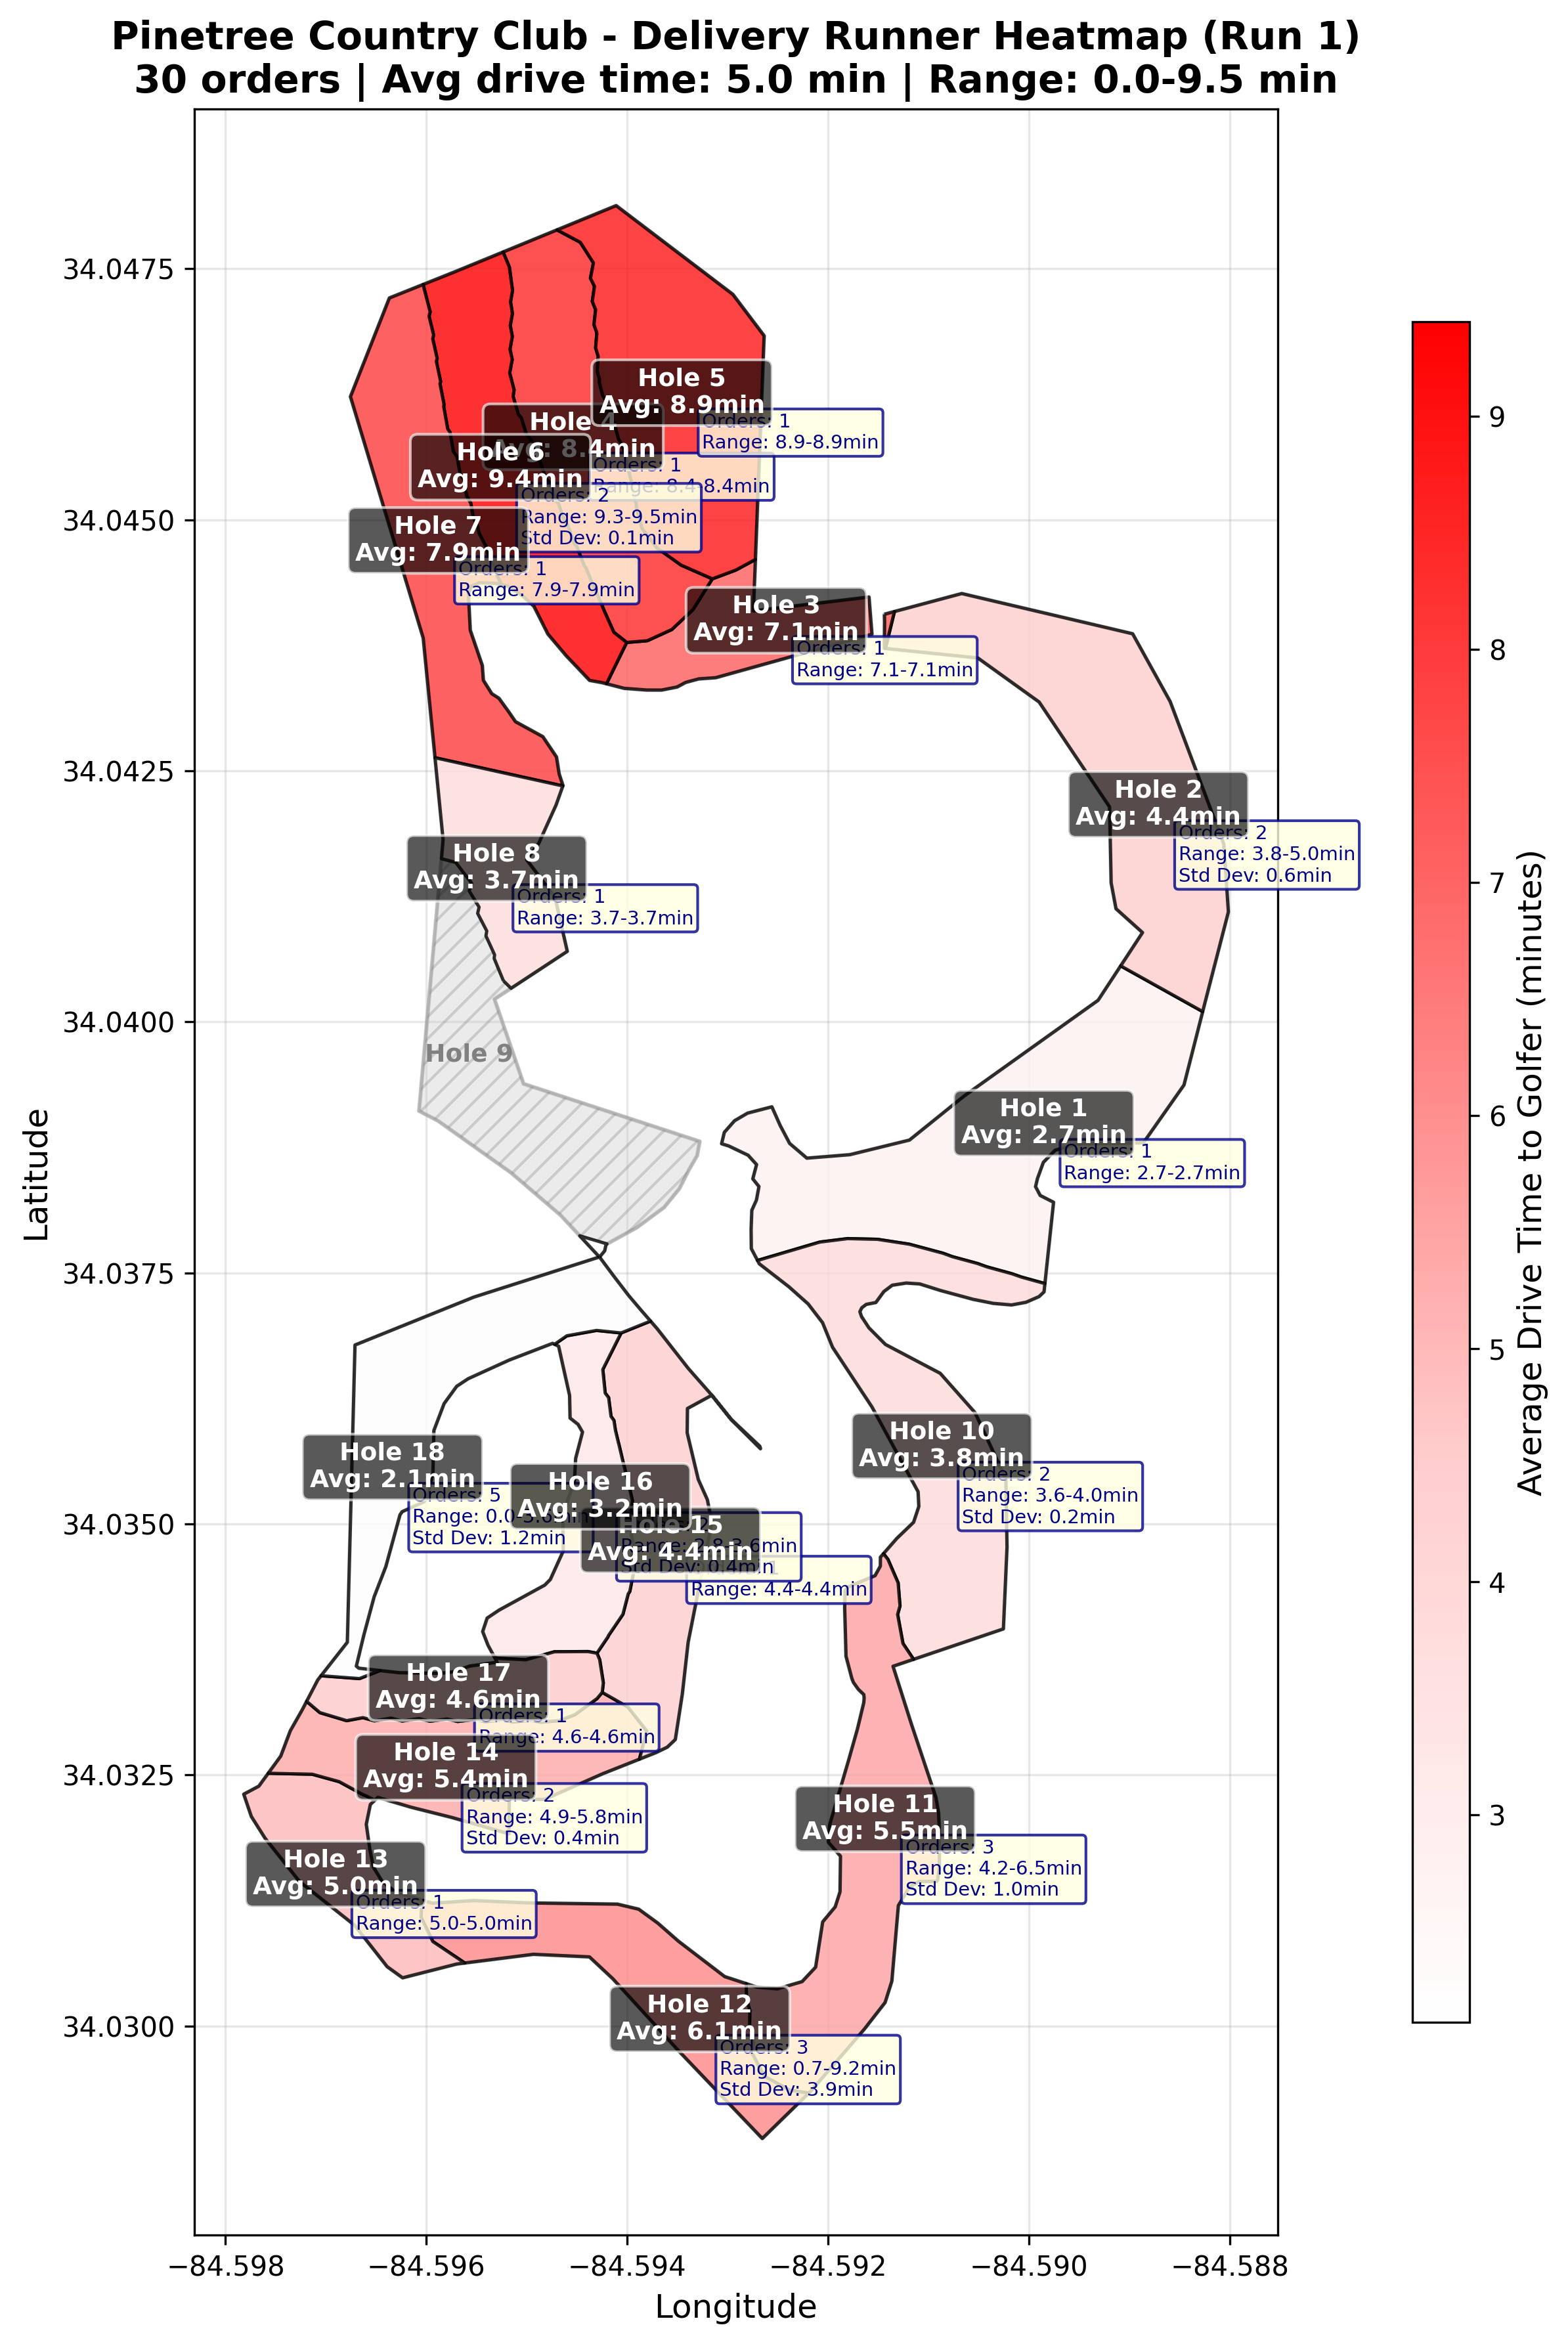 Pinetree Country Club - Delivery Runner Heatmap (Run 1)
30 orders | Avg drive time: 5.0 min | Range: 0.0-9.5 min
Latitude
34.0475
34.0450
34.0425
34.0400
34.0375
34.0350
34.0325
34.0300
−84.598
−84.596
−84.594
−84.592
−84.590
−84.588
Longitude
Hole 5
Avg: 8.9min
Orders: 1
Range: 8.9-8.9min
Hole 4
Avg: 8.4min
Orders: 1
Range: 8.4-8.4min
Hole 6
Avg: 9.4min
Orders: 2
Range: 9.3-9.5min
Std Dev: 0.1min
Hole 7
Avg: 7.9min
Orders: 1
Range: 7.9-7.9min
Hole 3
Avg: 7.1min
Orders: 1
Range: 7.1-7.1min
Hole 2
Avg: 4.4min
Orders: 2
Range: 3.8-5.0min
Std Dev: 0.6min
Hole 8
Avg: 3.7min
Orders: 1
Range: 3.7-3.7min
Hole 9
Hole 1
Avg: 2.7min
Orders: 1
Range: 2.7-2.7min
Hole 10
Avg: 3.8min
Orders: 2
Range: 3.6-4.0min
Std Dev: 0.2min
Hole 18
Avg: 2.1min
Orders: 5
Range:
Std Dev: 1.2min
Hole 16
Avg: 3.2min
Range: 2.8-3.6min
Std Dev: 0.4min
Hole 15
Avg: 4.4min
Range: 4.4-4.4min
Hole 17
Avg: 4.6min
Orders: 1
Range: 4.6-4.6min
Hole 14
Avg: 5.4min
Orders: 2
Range: 4.9-5.8min
Std Dev: 0.4min
Hole 11
Avg: 5.5min
Orders: 3
Range: 4.2-6.5min
Std Dev: 1.0min
Hole 13
Avg: 5.0min
Orders: 1
Range: 5.0-5.0min
Hole 12
Avg: 6.1min
Orders: 3
Range: 0.7-9.2min
Std Dev: 3.9min
9
8
7
6
5
4
3
Average Drive Time to Golfer (minutes)